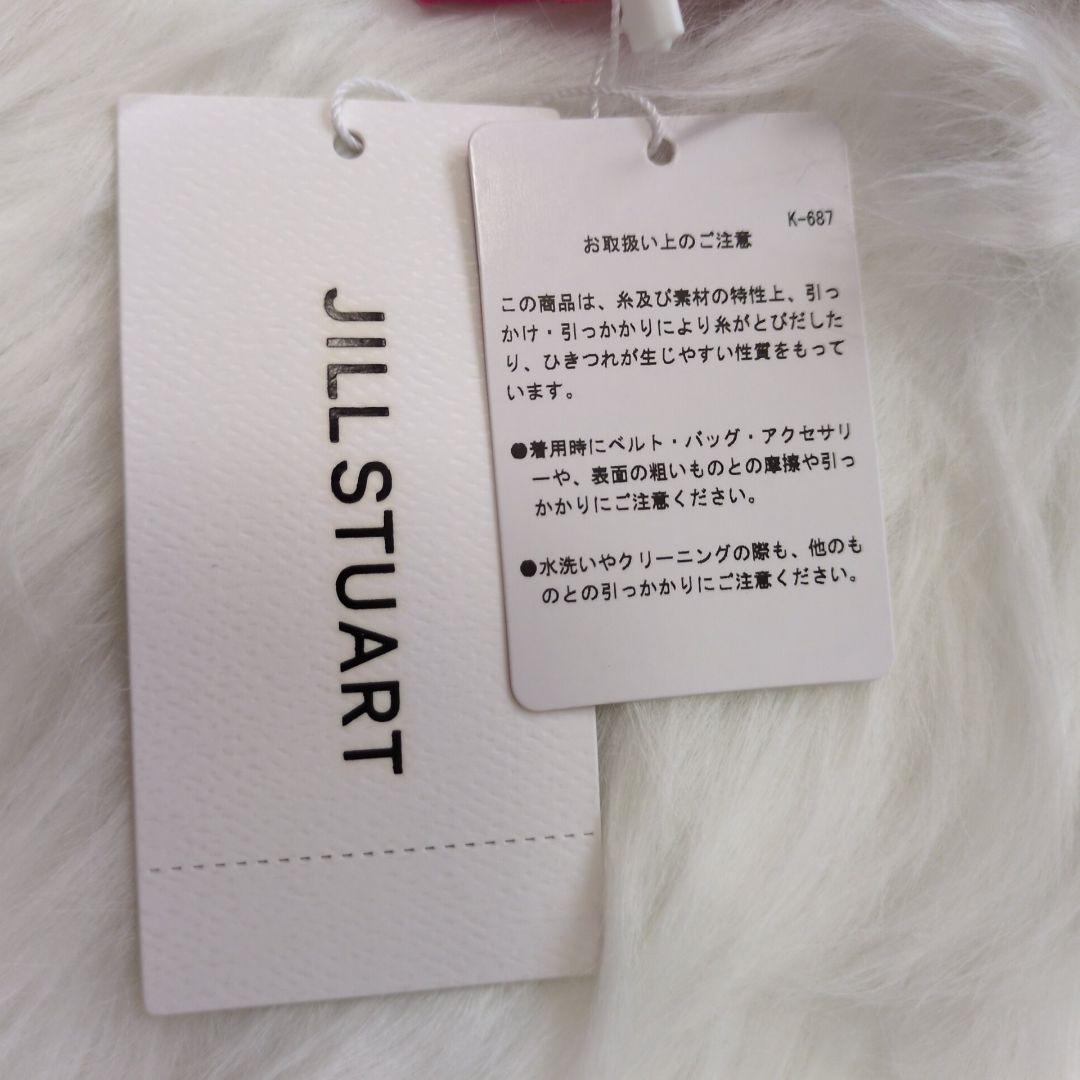 JILL STUART
K-687
お取扱い上のご注意
この商品は、糸及び素材の特性上、引っ
かけ・引っかかりにより糸がとびだした
り、ひきつれが生じやすい性質をもって
います。
●着用時にベルト・バッグ・アクセサリ
ーや、表面の粗いものとの摩擦や引っ
かかりにご注意ください。
●水洗いやクリーニングの際も、他のも
のとの引っかかりにご注意ください。